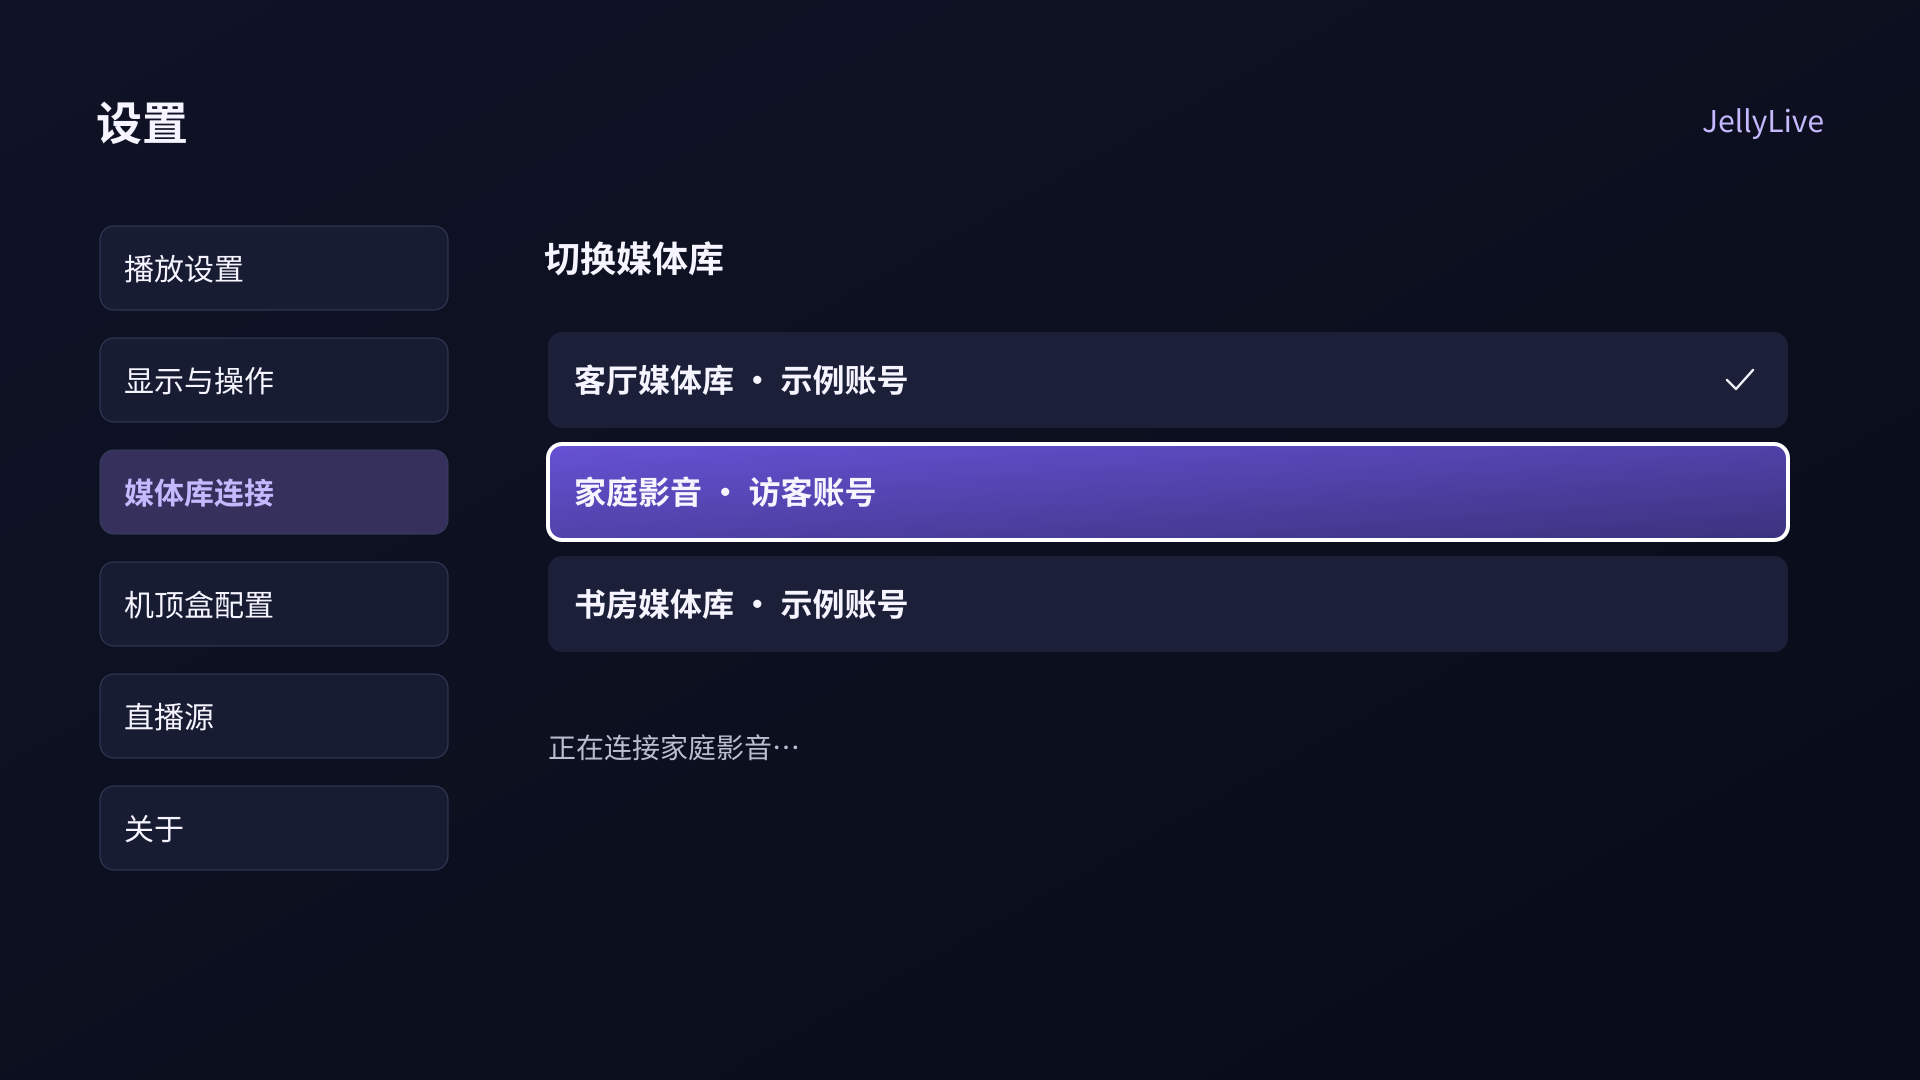 设置
JellyLive
播放设置
显示与操作
媒体库连接
机顶盒配置
直播源
关于
切换媒体库
客厅媒体库 · 示例账号
家庭影音 · 访客账号
书房媒体库 · 示例账号
正在连接家庭影音…